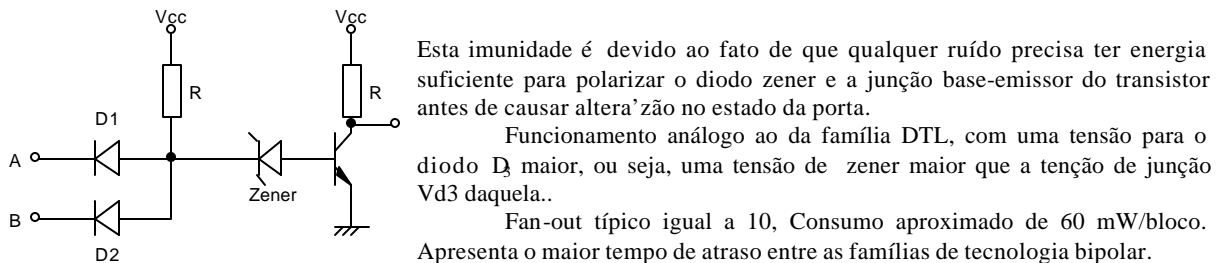 Vcc
Vcc
R
R
D1
A
Zener
B
D2
Esta imunidade é devido ao fato de que qualquer ruído precisa ter energia
suficiente para polarizar o diodo zener e a junção base-emissor do transistor
antes de causar altera'zão no estado da porta.
Funcionamento análogo ao da família DTL, com uma tensão para o
diodo D3 maior, ou seja, uma tensão de zener maior que a tenção de junção
Vd3 daquela..
Fan-out típico igual a 10, Consumo aproximado de 60 mW/bloco.
Apresenta o maior tempo de atraso entre as famílias de tecnologia bipolar.